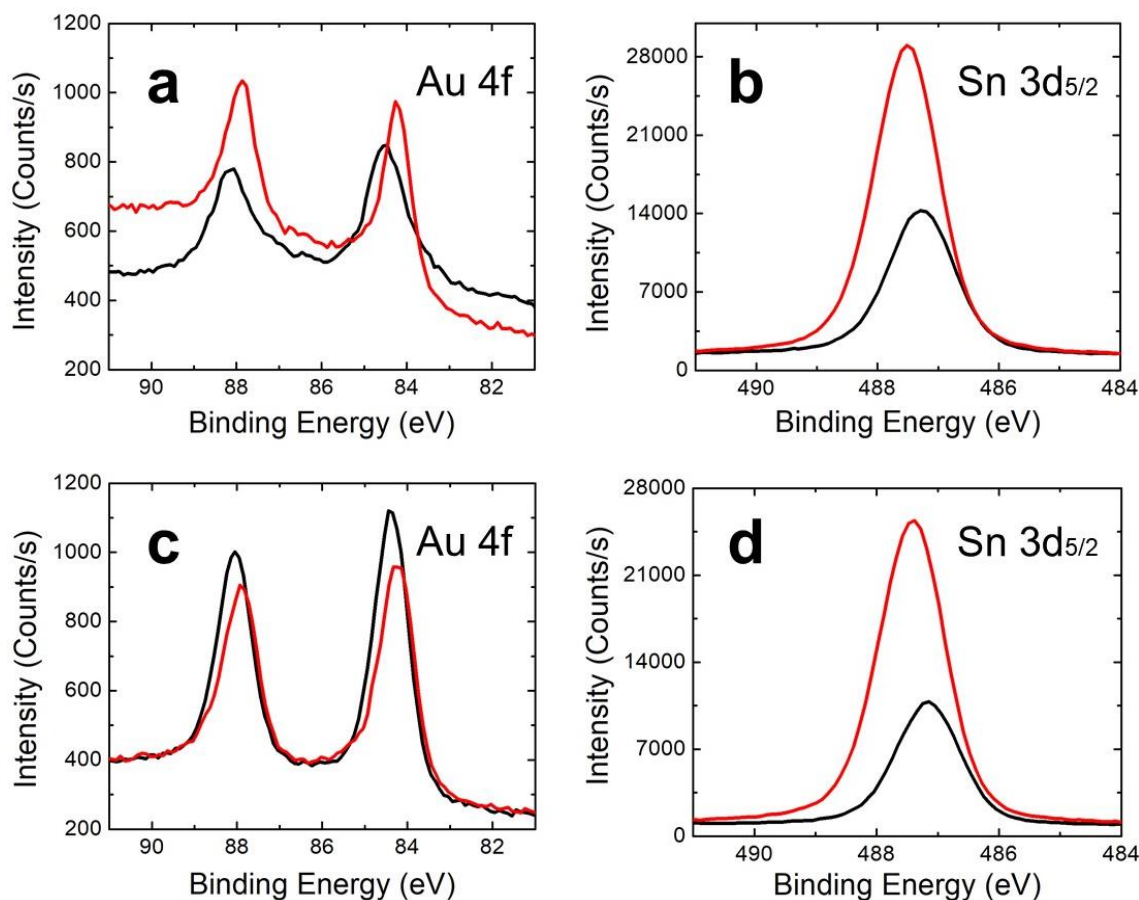 1200
1000
800
600
400
200
a
Au 4f
Intensity (Counts/s)
90
88
86
84
82
Binding Energy (eV)
28000
21000
14000
7000
0
b
Sn 3d5/2
Intensity (Counts/s)
490
488
486
484
Binding Energy (eV)
1200
1000
800
600
400
200
c
Au 4f
Intensity (Counts/s)
90
88
86
84
82
Binding Energy (eV)
28000
21000
14000
7000
0
d
Sn 3d5/2
Intensity (Counts/s)
490
488
486
484
Binding Energy (eV)